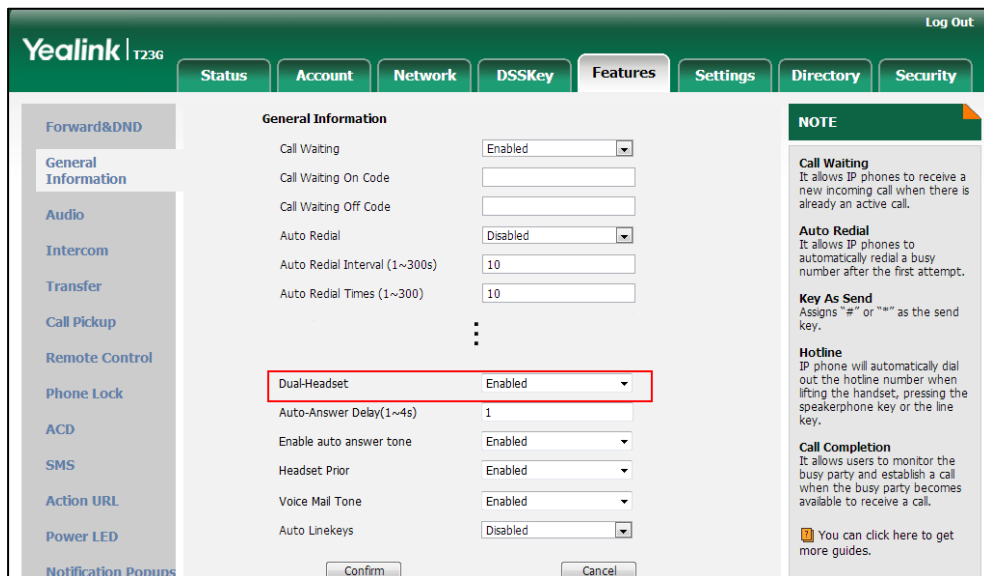 Log Out
Yealink T23G
Status Account Network DSSKey Features Settings Directory Security
Forward&DND
General
Information
Audio
Intercom
Transfer
Call Pickup
Remote Control
Phone Lock
ACD
SMS
Action URL
Power LED
Notification Popups
General Information
Call Waiting Enabled
Call Waiting On Code
Call Waiting Off Code
Auto Redial Disabled
Auto Redial Interval (1~300s) 10
Auto Redial Times (1~300) 10
Dual-Headset Enabled
Auto-Answer Delay(1~4s) 1
Enable auto answer tone Enabled
Headset Prior Enabled
Voice Mail Tone Enabled
Auto Linekeys Disabled
Confirm Cancel
NOTE
Call Waiting
It allows IP phones to receive a
new incoming call when there is
already an active call.
Auto Redial
It allows IP phones to
automatically redial a busy
number after the first attempt.
Key As Send
Assigns "#" or "*" as the send
key.
Hotline
IP phone will automatically dial
out the hotline number when
lifting the handset, pressing the
speakerphone key or the line
key.
Call Completion
It allows users to monitor the
busy party and establish a call
when the busy party becomes
available to receive a call.
? You can click here to get
more guides.